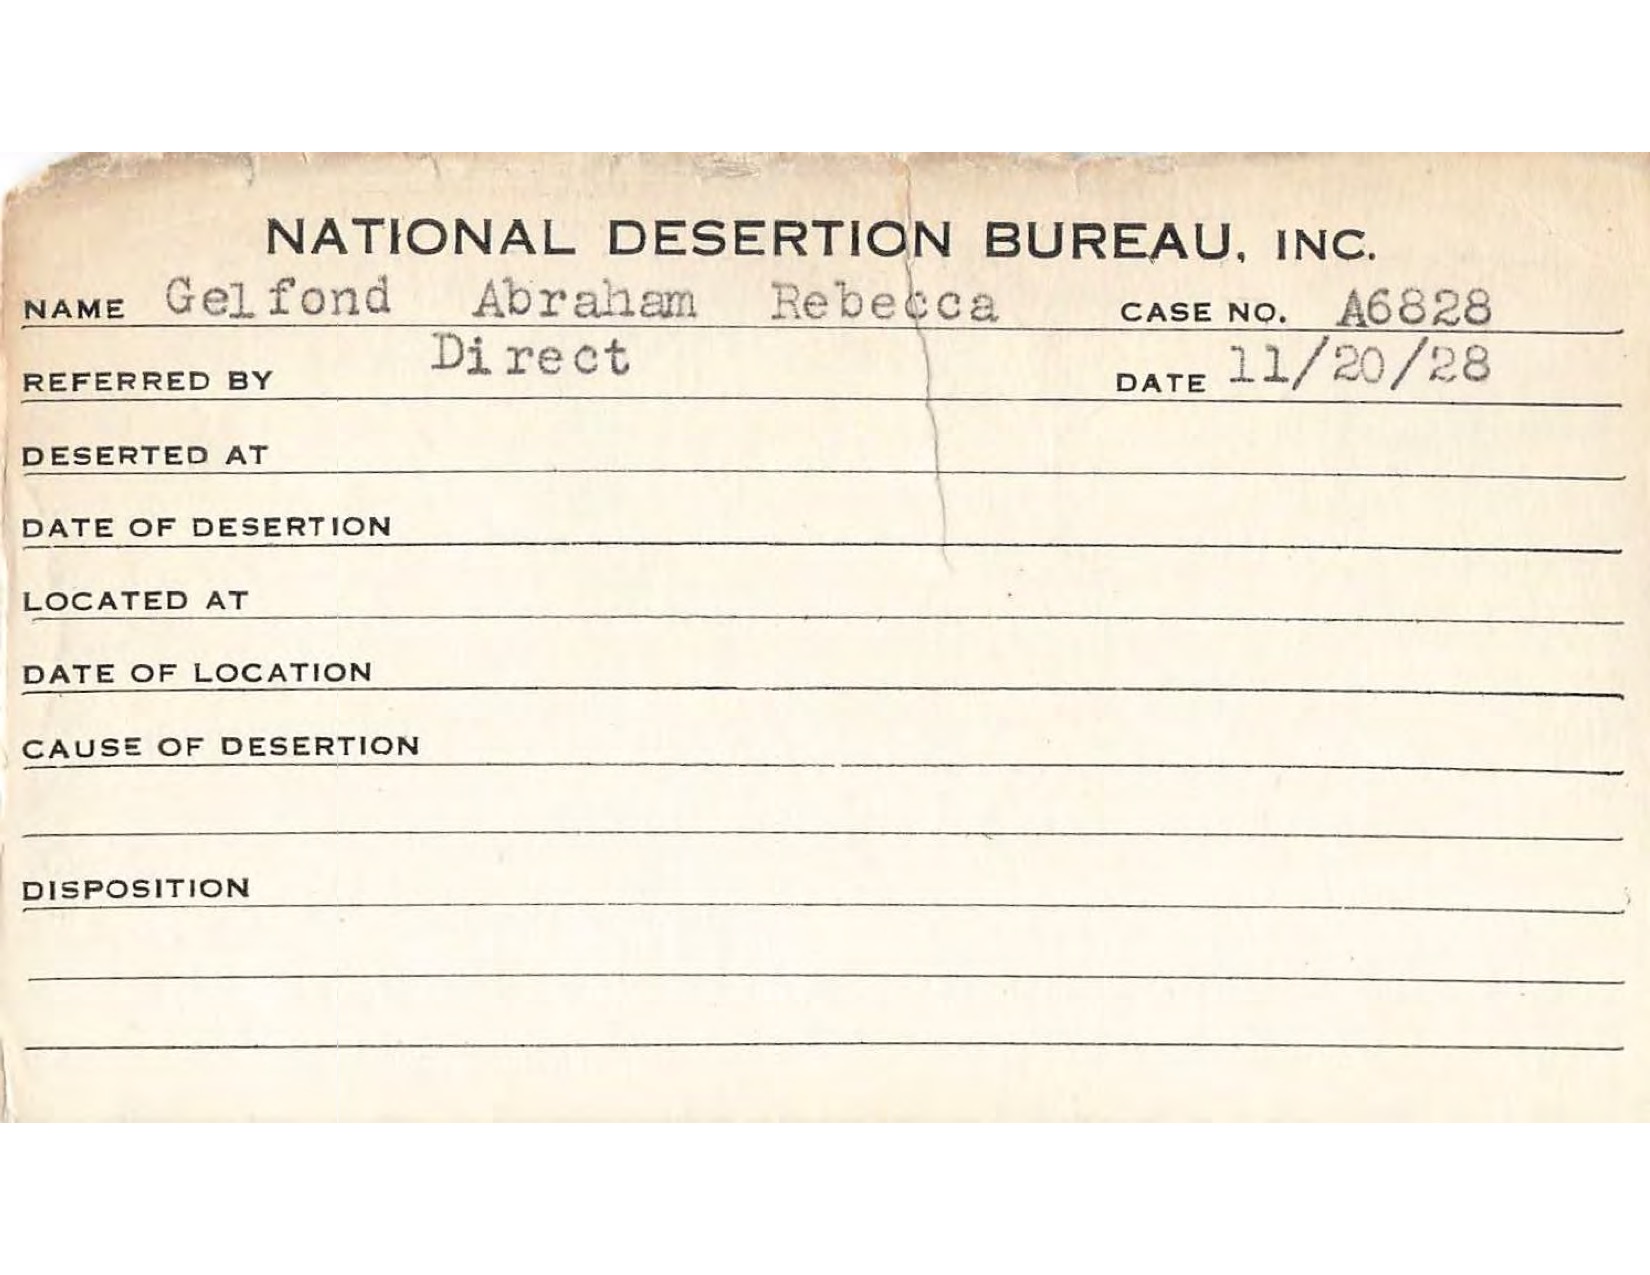 NATIONAL DESERTION BUREAU, INC.
NAME Gelfond Abraham Rebecca CASE NO. A6828
REFERRED BY Direct DATE 11/20/28
DESERTED AT
DATE OF DESERTION
LOCATED AT
DATE OF LOCATION
CAUSE OF DESERTION
DISPOSITION